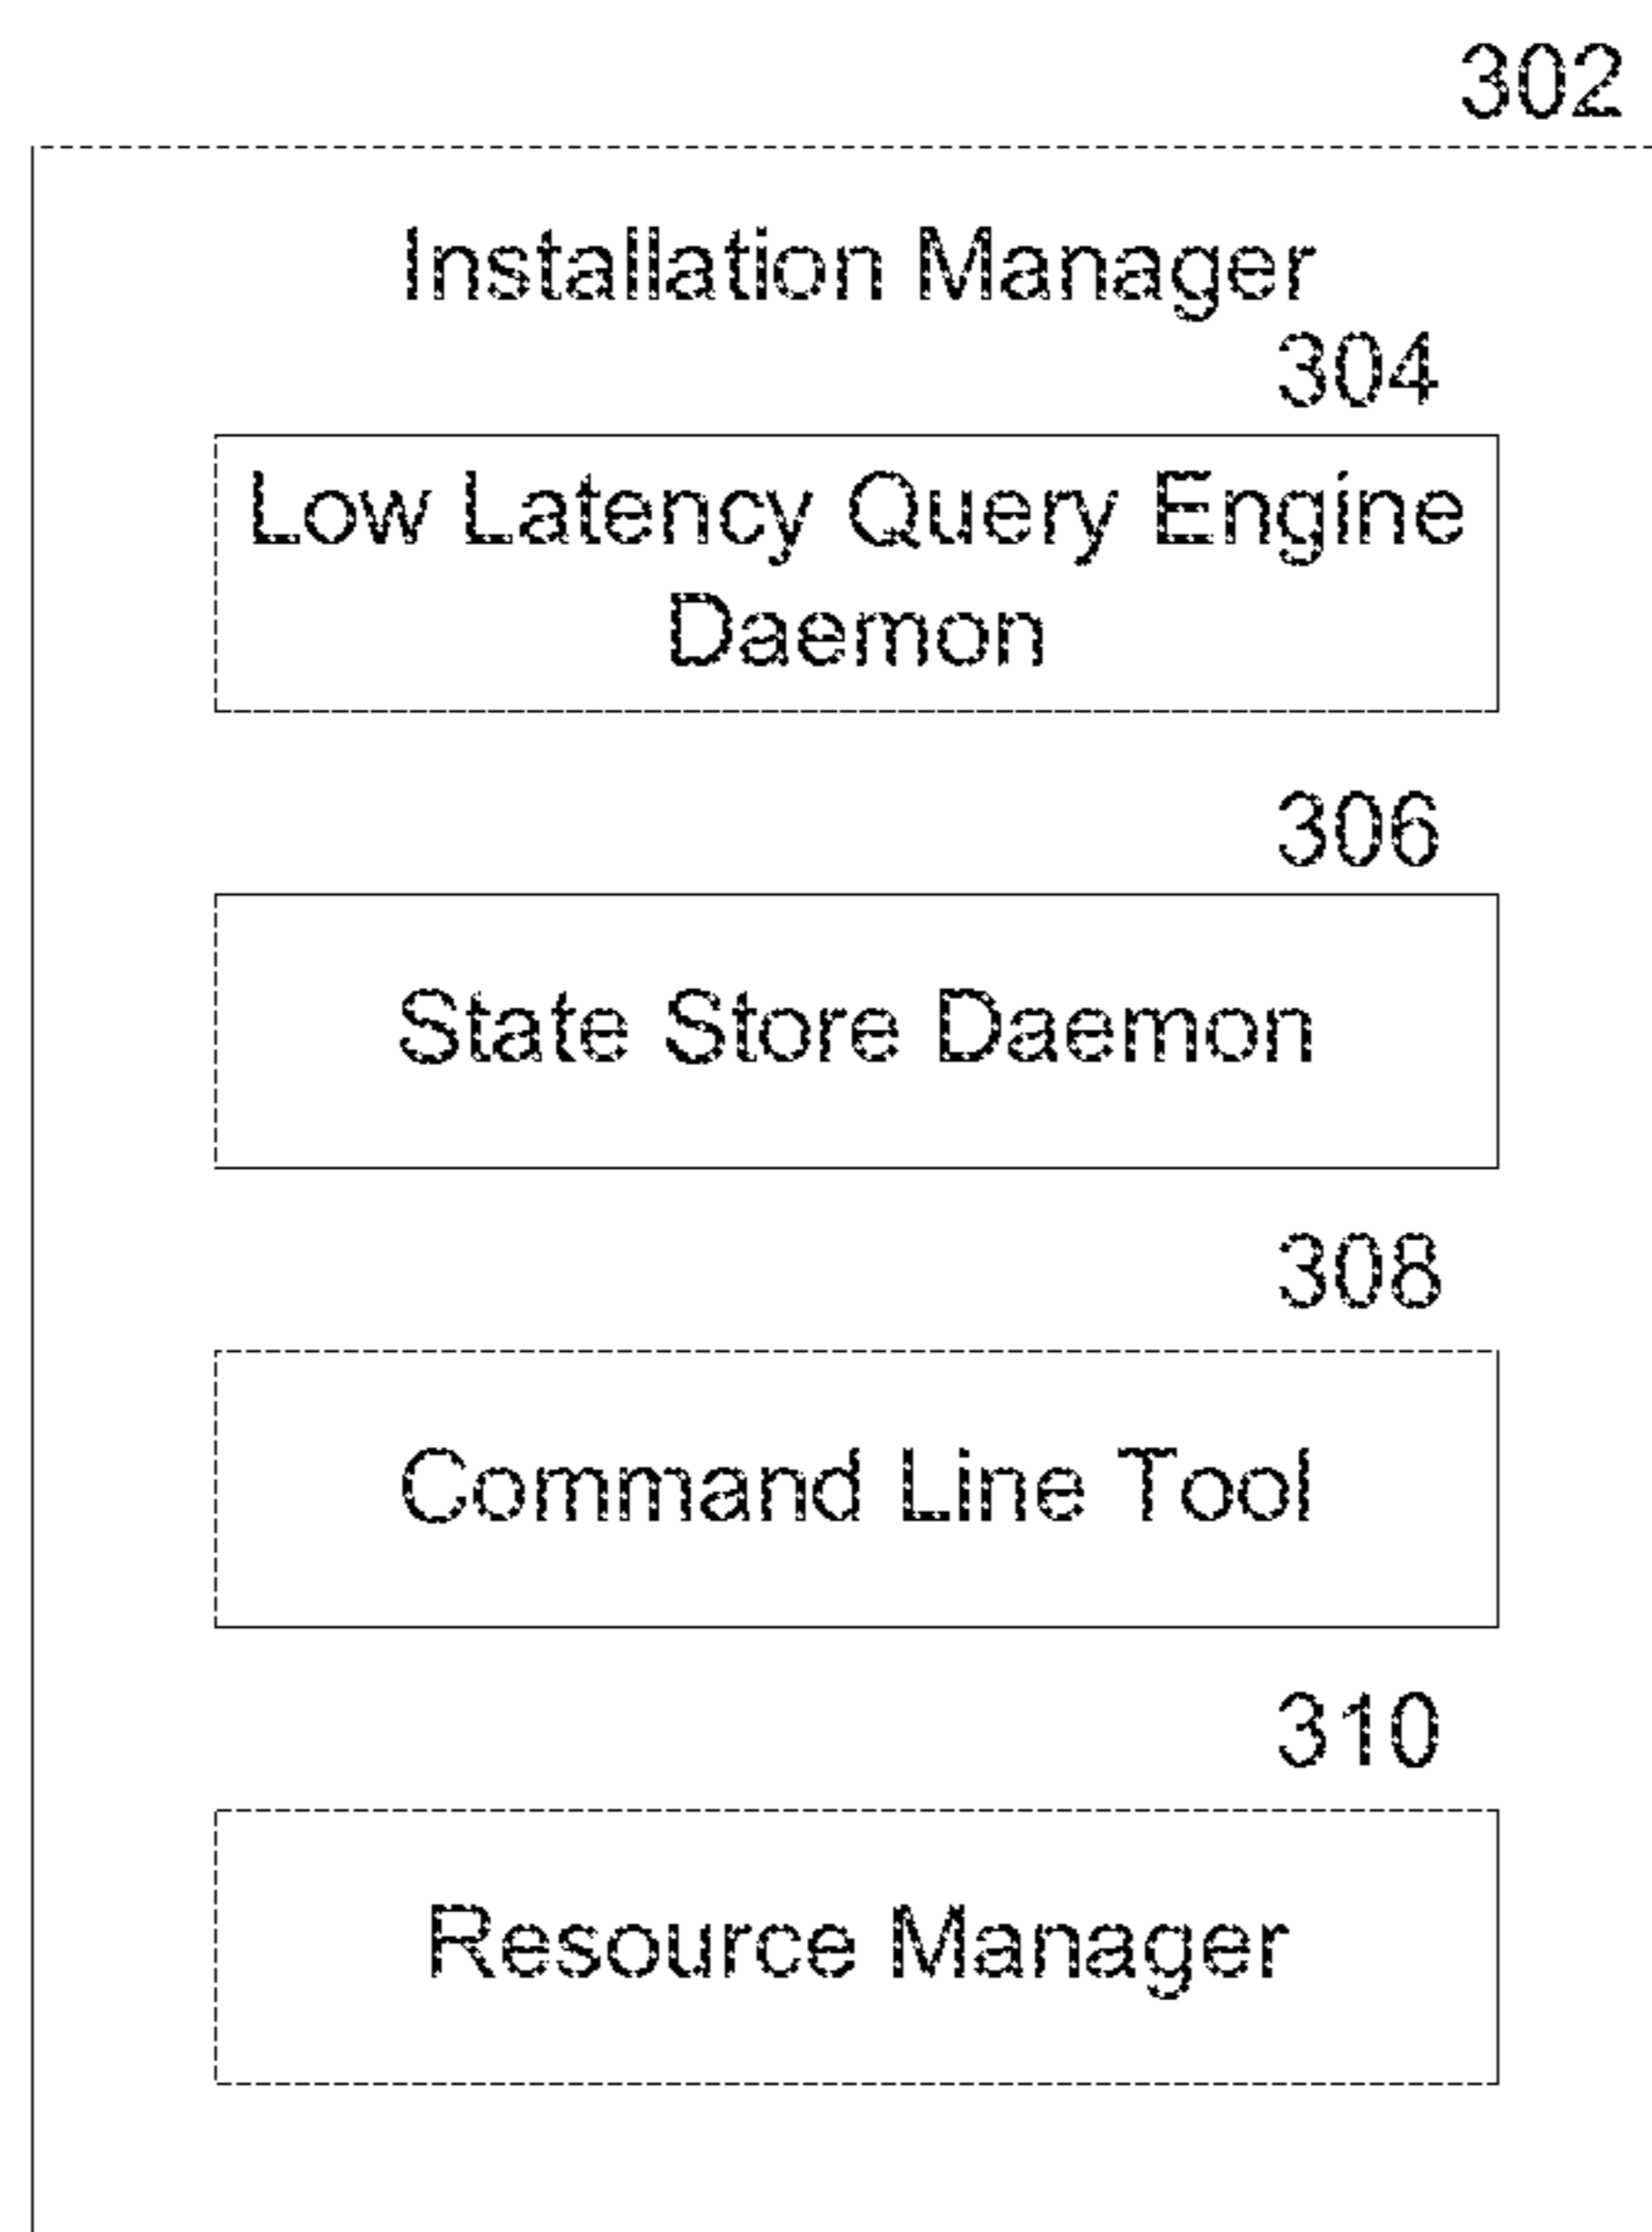 302
Installation Manager
304
Low Latency Query Engine
Daemon
306
State Store Daemon
308
Command Line Tool
310
Resource Manager